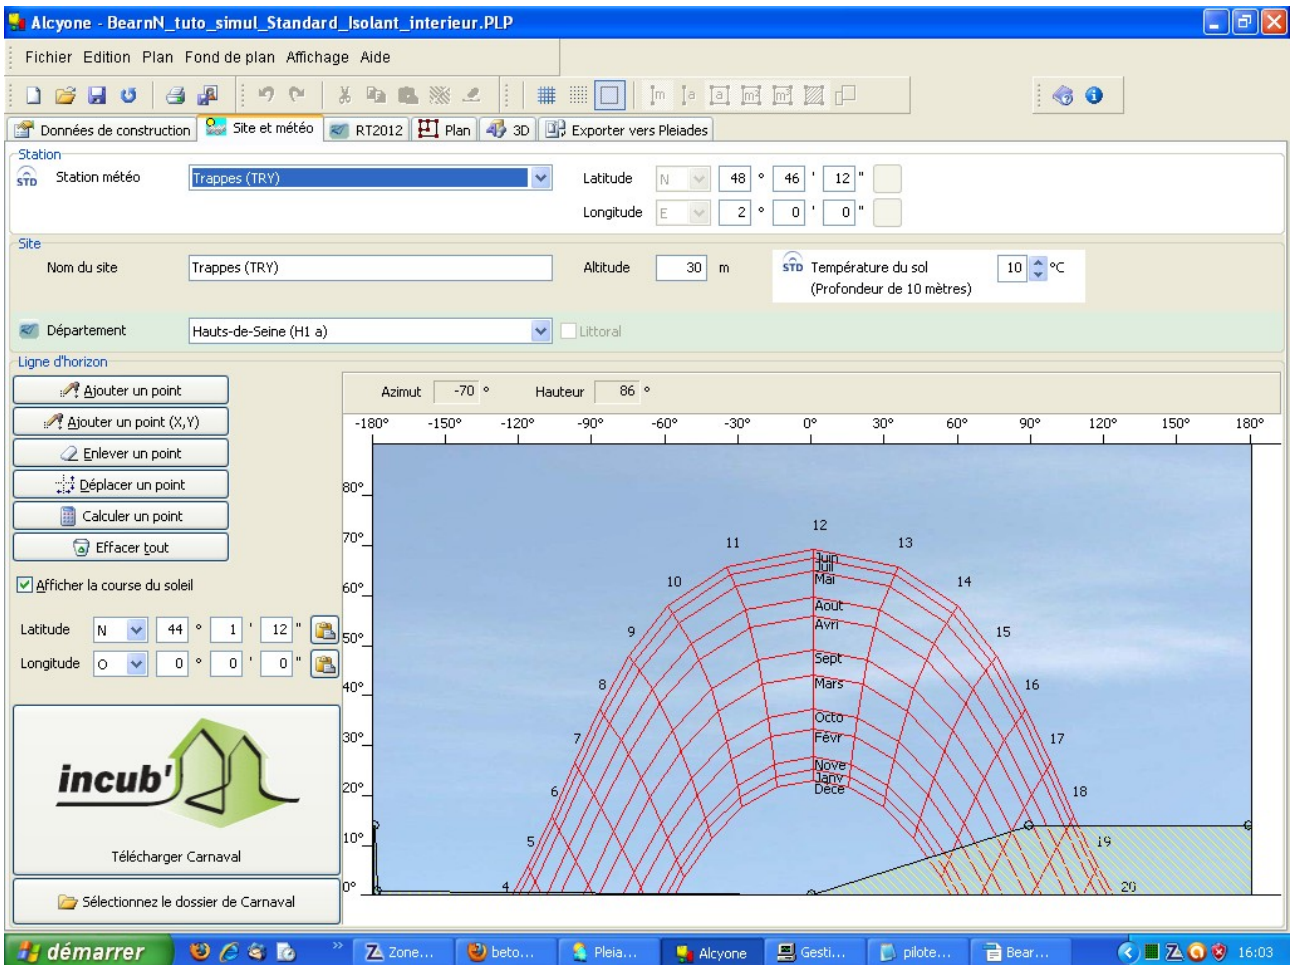 Alcyone - BearnN_tuto_simul_Standard_Isolant_interieur.PLP
Fichier Edition Plan Fond de plan Affichage Aide
Données de construction Site et météo RT2012 Plan 3D Exporter vers Pleiades
Station
STD Station météo Trappes (TRY) Latitude N 48 ° 46 ' 12 "
Longitude E 2 ° 0 ' 0 "
Site
Nom du site Trappes (TRY) Altitude 30 m STD Température du sol 10 °C
(Profondeur de 10 mètres)
Département Hauts-de-Seine (H1 a) Littoral
Ligne d'horizon
Ajouter un point
Ajouter un point (X,Y)
Enlever un point
Déplacer un point
Calculer un point
Effacer tout
Afficher la course du soleil
Latitude N 44 ° 1 ' 12 "
Longitude O 0 ° 0 ' 0 "
incub'
Télécharger Carnaval
Sélectionnez le dossier de Carnaval
Azimut -70 ° Hauteur 86 °
-180° -150° -120° -90° -60° -30° 0° 30° 60° 90° 120° 150° 180°
80°
70°
60°
50°
40°
30°
20°
10°
0°
12
11 13
10 14
9 15
8 16
7 17
6 18
5 19
4 20
Juin
Juil
Mai
Aout
Avri
Sept
Mars
Octo
Févr
Nove
Janv
Déce
démarrer Zone... beto... Pleia... Alcyone Gesti... pilote... Bear... 16:03